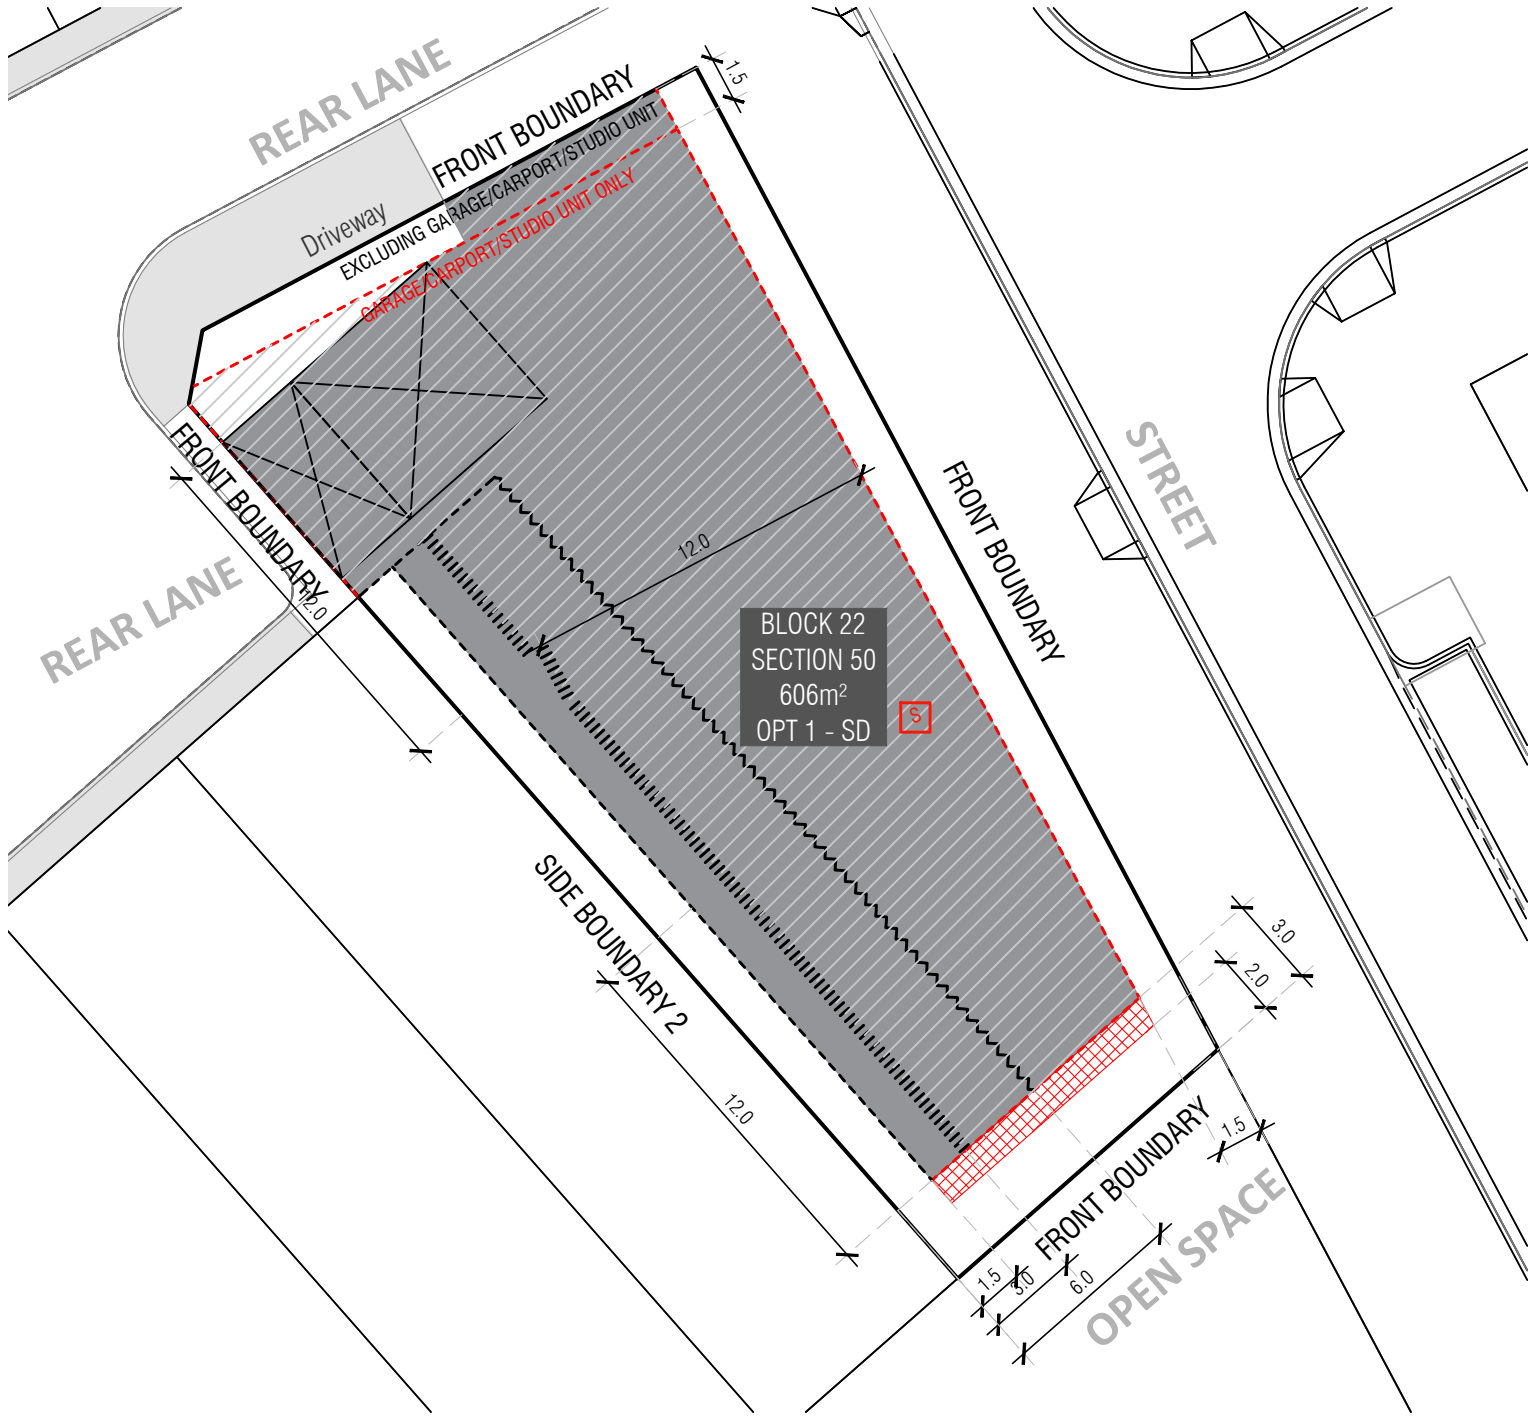 REAR LANE
FRONT BOUNDARY
1.5
Driveway
EXCLUDING GARAGE/CARPORT/STUDIO UNIT
GARAGE/CARPORT/STUDIO UNIT ONLY
FRONT BOUNDARY
REAR LANE
12.0
12.0
FRONT BOUNDARY
STREET
BLOCK 22
SECTION 50
606m²
OPT 1 - SD
S
SIDE BOUNDARY 2
12.0
3.0
2.0
1.5
FRONT BOUNDARY
OPEN SPACE
1.5
3.0
6.0